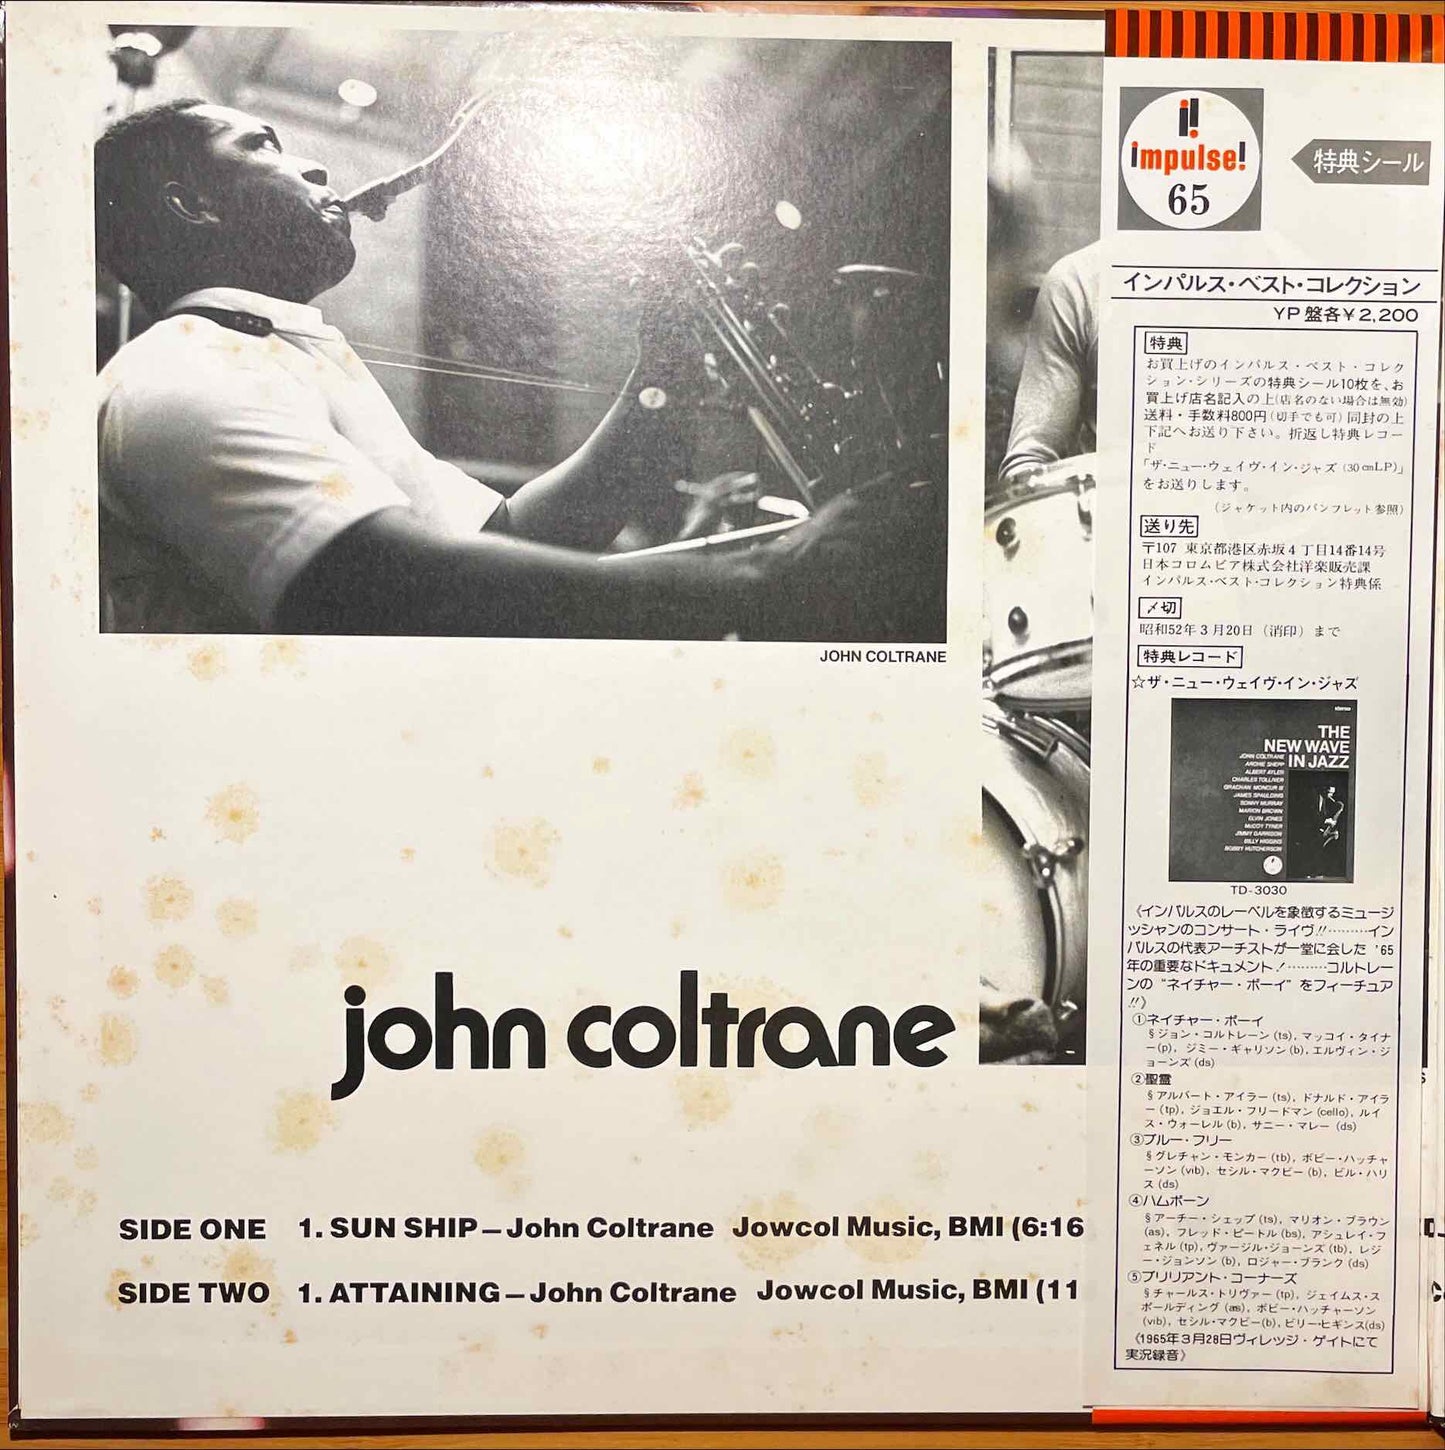 JOHN COLTRANE
john coltrane
SIDE ONE 1. SUN SHIP–John Coltrane Jowcol Music, BMI (6:16
SIDE TWO 1. ATTAINING–John Coltrane Jowcol Music, BMI (11
impulse!
65
特典シール
インパルス・ベスト・コレクション
YP盤各¥2,200
特典
お買上げのインパルス・ベスト・コレク
ション・シリーズの特典シール10枚を、お
買上げ店名記入の上(店名のない場合は無効)
送料・手数料800円(切手でも可)同封の上
下記へお送り下さい。折返し特典レコー
ド
「ザ・ニュー・ウェイヴ・イン・ジャズ(30cmLP)」
をお送りします。
(ジャケット内のパンフレット参照)
送り先
〒107 東京都港区赤坂4丁目14番14号
日本コロムビア株式会社洋楽販売課
インパルス・ベスト・コレクション特典係
〆切
昭和52年3月20日(消印)まで
特典レコード
☆ザ・ニュー・ウェイヴ・イン・ジャズ
stereo
THE
NEW WAVE
IN JAZZ
JOHN COLTRANE
ARCHIE SHEPP
ALBERT AYLER
CHARLES TOLLIVER
GRACHAN MONCUR III
JAMES SPAULDING
SONNY MURRAY
MARION BROWN
ELVIN JONES
McCOY TYNER
JIMMY GARRISON
BILLY HIGGINS
BOBBY HUTCHERSON
TD-3030
《インパルスのレーベルを象徴するミュージ
ッシャンのコンサート・ライヴ!!………イン
パルスの代表アーチストが一堂に会した '65
年の重要なドキュメント!………コルトレー
ンの "ネイチャー・ボーイ" をフィーチュア
!!》
①ネイチャー・ボーイ
§ジョン・コルトレーン(ts), マッコイ・タイナ
ー(p), ジミー・ギャリソン(b), エルヴィン・ジ
ョーンズ(ds)
②聖霊
§アルバート・アイラー(ts), ドナルド・アイラ
ー(tp), ジョエル・フリードマン(cello), ルイ
ス・ウォーレル(b), サニー・マレー(ds)
③ブルー・フリー
§グレチャン・モンカー(tb), ボビー・ハッチャ
ーソン(vib), セシル・マクビー(b), ビル・ハリ
ス(ds)
④ハムボーン
§アーチー・シェップ(ts), マリオン・ブラウン
(as), フレッド・ピートル(bs), アシュレイ・フ
ェネル(tp), ヴァージル・ジョーンズ(tb), レジ
ー・ジョンソン(b), ロジャー・ブランク(ds)
⑤ブリリアント・コーナーズ
§チャールス・トリヴァー(tp), ジェイムス・ス
ポールディング(as), ボビー・ハッチャーソン
(vib), セシル・マクビー(b), ビリー・ヒギンス(ds)
《1965年3月28日ヴィレッジ・ゲイトにて
実況録音》